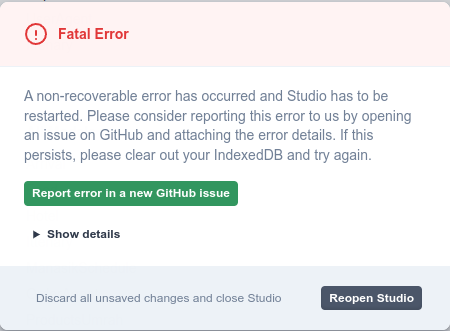 Fatal Error
A non-recoverable error has occurred and Studio has to be
restarted. Please consider reporting this error to us by opening
an issue on GitHub and attaching the error details. If this
persists, please clear out your IndexedDB and try again.
Report error in a new GitHub issue
Show details
Discard all unsaved changes and close Studio
Reopen Studio